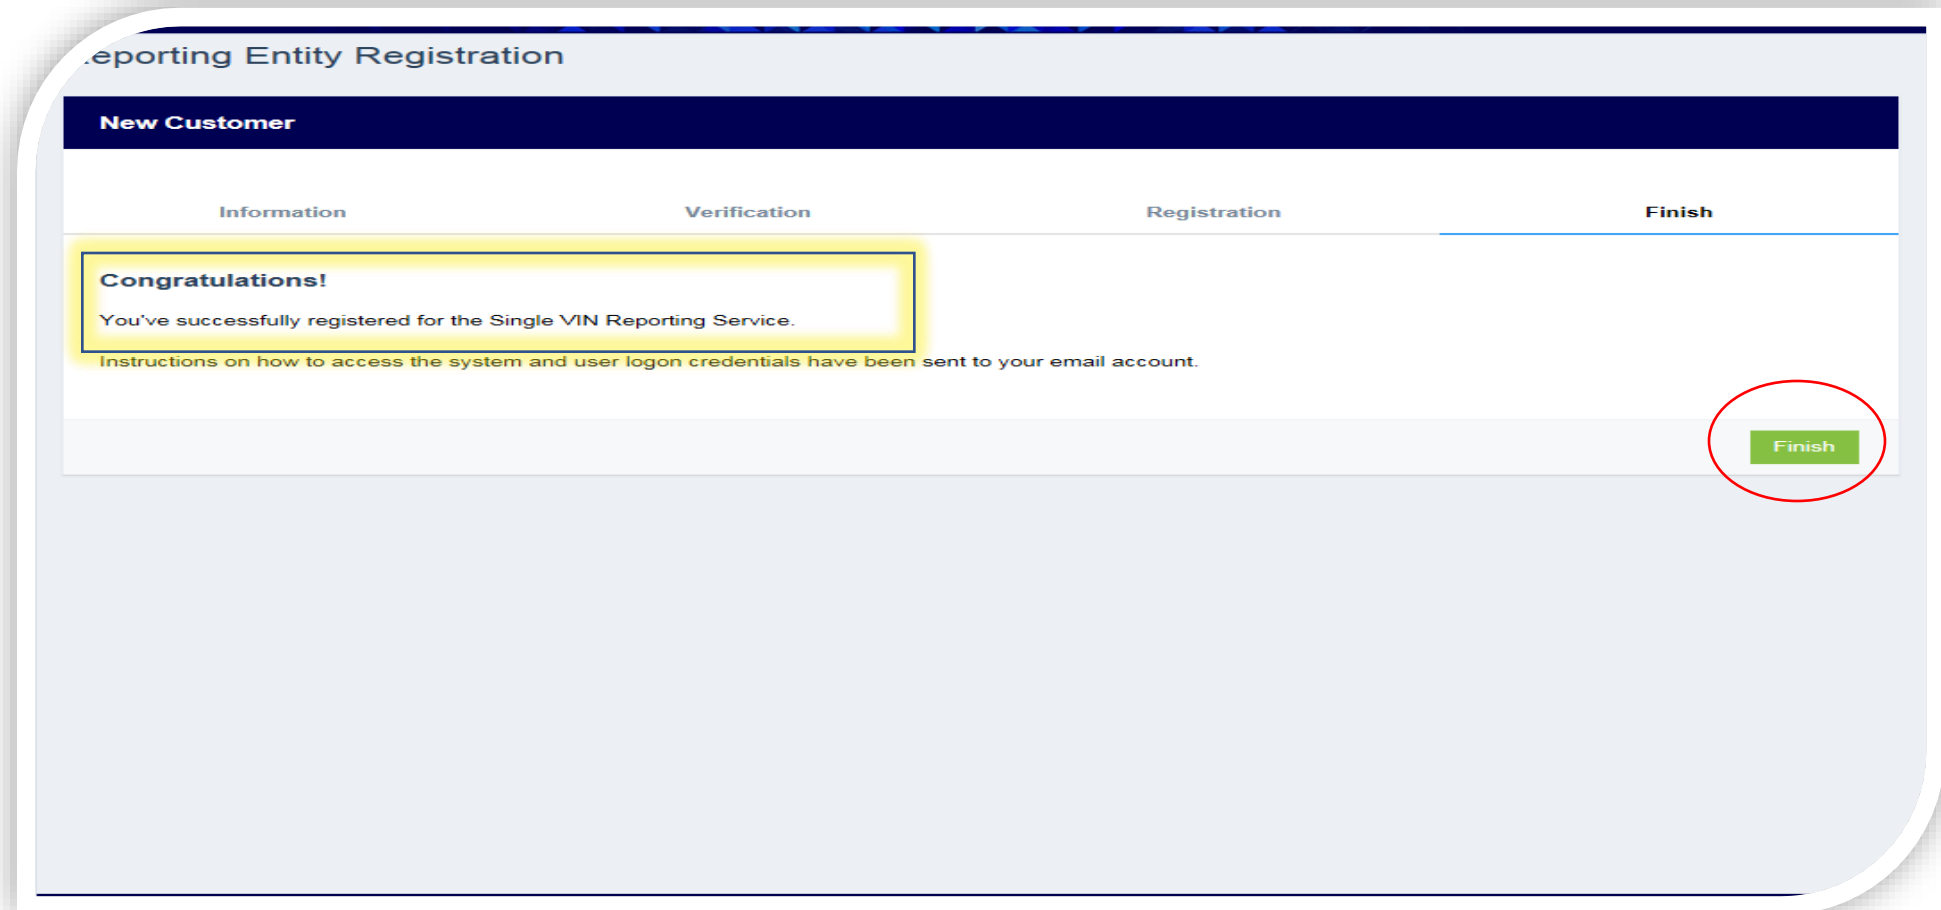 eporting Entity Registration
New Customer
Information Verification Registration Finish
Congratulations!
You've successfully registered for the Single VIN Reporting Service.
Instructions on how to access the system and user logon credentials have been sent to your email account.
Finish